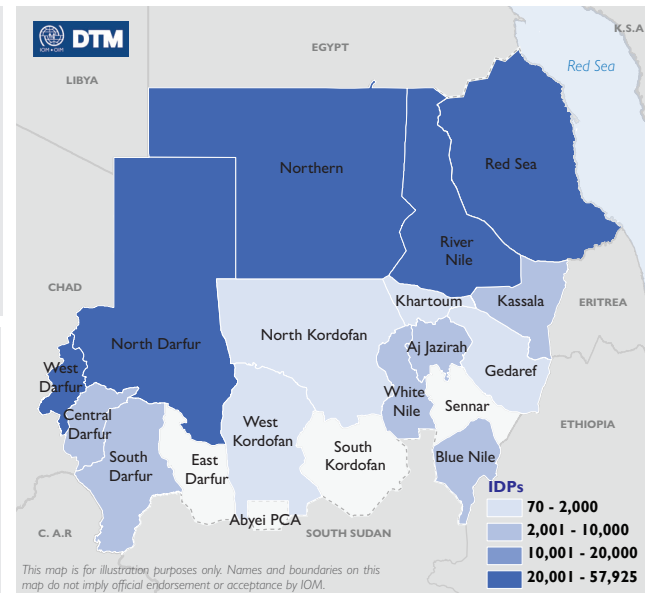 IOM • OIM
DTM
K.S.A
EGYPT
Red Sea
LIBYA
Northern
Red Sea
River
Nile
CHAD
Khartoum
Kassala
ERITREA
North Darfur
North Kordofan
Aj Jazirah
West
Darfur
Gedaref
White
Nile
Sennar
Central
Darfur
West
Kordofan
ETHIOPIA
South
Darfur
East
Darfur
South
Kordofan
Blue Nile
IDPs
70 - 2,000
2,001 - 10,000
10,001 - 20,000
20,001 - 57,925
Abyei PCA
C. A.R
SOUTH SUDAN
This map is for illustration purposes only. Names and boundaries on this
map do not imply official endorsement or acceptance by IOM.